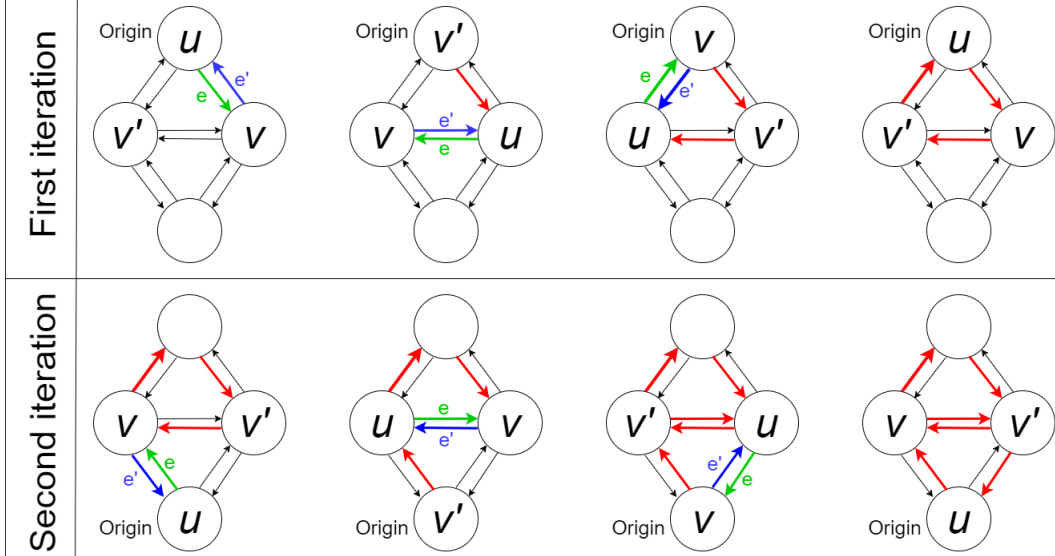 First iteration
Origin u
e e'
v' v
Origin v'
e'
v u
e
Origin v
e e'
u v'
Origin u
v' v
Second iteration
v v'
e' e
Origin u
e
u v
e'
Origin v'
v' u
e' e
Origin v
v v'
Origin u